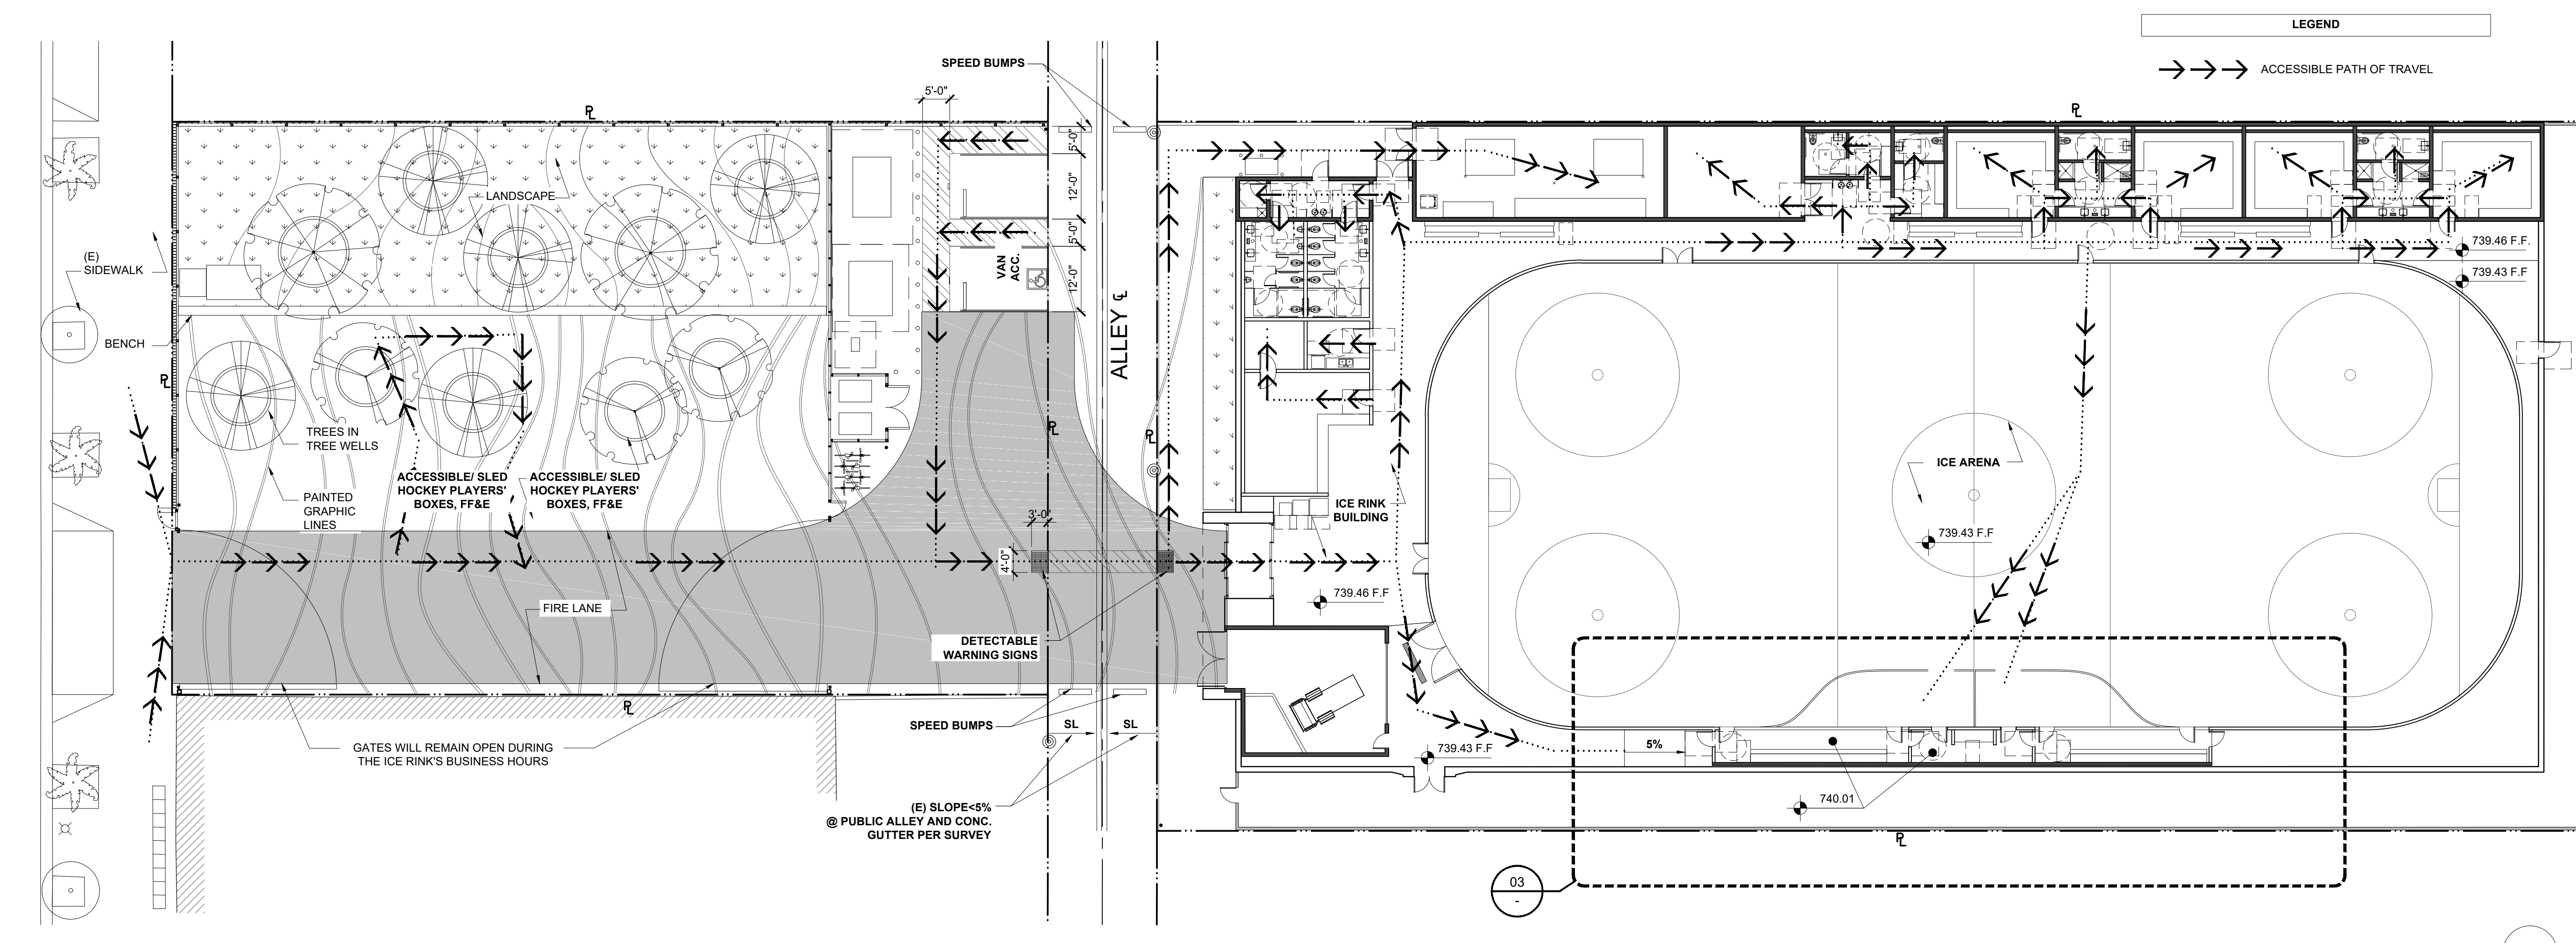 LEGEND
ACCESSIBLE PATH OF TRAVEL
SPEED BUMPS
5'-0"
PL
PL
5'-0"
12'-0"
5'-0"
12'-0"
LANDSCAPE
VAN
ACC.
(E)
SIDEWALK
BENCH
PL
ALLEY CL
739.46 F.F.
739.43 F.F
TREES IN
TREE WELLS
PL
PL
ACCESSIBLE/ SLED
HOCKEY PLAYERS'
BOXES, FF&E
ACCESSIBLE/ SLED
HOCKEY PLAYERS'
BOXES, FF&E
PAINTED
GRAPHIC
LINES
ICE RINK
BUILDING
ICE ARENA
3'-0"
4'-0"
739.43 F.F
739.46 F.F
FIRE LANE
DETECTABLE
WARNING SIGNS
PL
SPEED BUMPS
SL
SL
GATES WILL REMAIN OPEN DURING
THE ICE RINK'S BUSINESS HOURS
739.43 F.F
5%
(E) SLOPE<5%
@ PUBLIC ALLEY AND CONC.
GUTTER PER SURVEY
740.01
PL
03
-